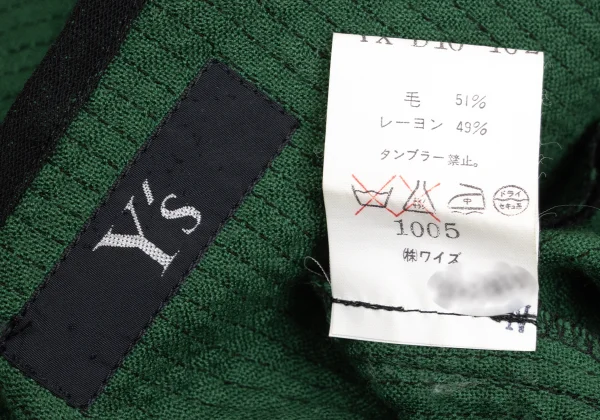 Y's
毛 51%
レーヨン 49%
タンブラー禁止。
中
ドライ
セキユ系
1005
㈱ワイズ